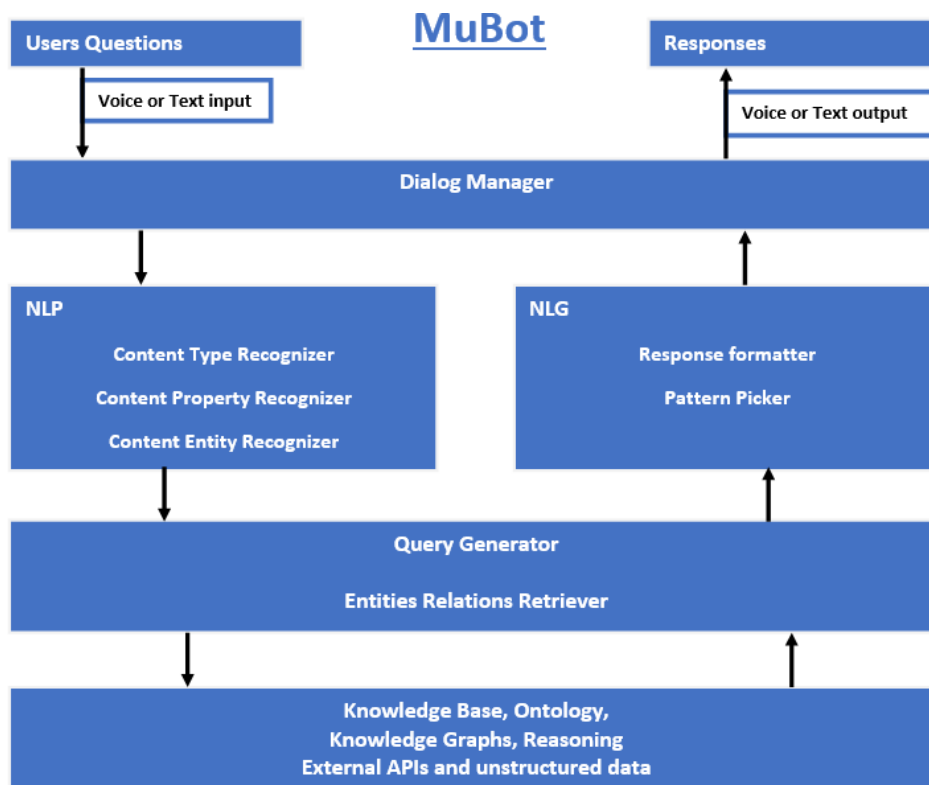 MuBot
Users Questions
Responses
Voice or Text input
Voice or Text output
Dialog Manager
NLP
Content Type Recognizer
Content Property Recognizer
Content Entity Recognizer
NLG
Response formatter
Pattern Picker
Query Generator
Entities Relations Retriever
Knowledge Base, Ontology,
Knowledge Graphs, Reasoning
External APIs and unstructured data